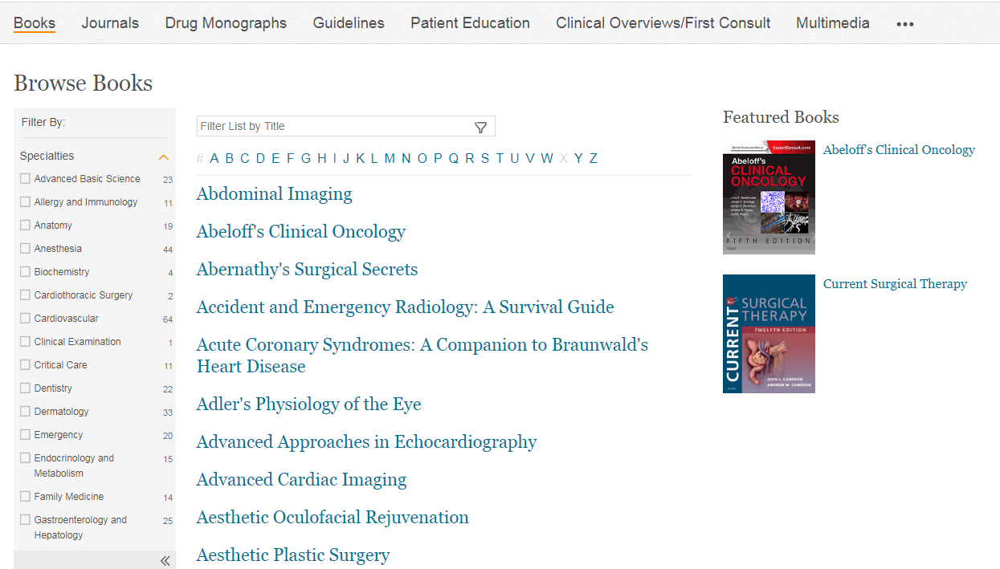 Books Journals Drug Monographs Guidelines Patient Education Clinical Overviews/First Consult Multimedia •••
Browse Books
Filter By:
Specialties
Advanced Basic Science 23
Allergy and Immunology 11
Anatomy 19
Anesthesia 44
Biochemistry 4
Cardiothoracic Surgery 2
Cardiovascular 64
Clinical Examination 1
Critical Care 11
Dentistry 22
Dermatology 33
Emergency 20
Endocrinology and 15
Metabolism
Family Medicine 14
Gastroenterology and 25
Hepatology
Filter List by Title
# A B C D E F G H I J K L M N O P Q R S T U V W X Y Z
Abdominal Imaging
Abeloff's Clinical Oncology
Abernathy's Surgical Secrets
Accident and Emergency Radiology: A Survival Guide
Acute Coronary Syndromes: A Companion to Braunwald's
Heart Disease
Adler's Physiology of the Eye
Advanced Approaches in Echocardiography
Advanced Cardiac Imaging
Aesthetic Oculofacial Rejuvenation
Aesthetic Plastic Surgery
Featured Books
ExpertConsult.com
Abeloff's
CLINICAL
ONCOLOGY
FIFTH EDITION
Abeloff's Clinical Oncology
CURRENT
SURGICAL
THERAPY
TWELFTH EDITION
JOHN L. CAMERON
ANDREW M. CAMERON
Current Surgical Therapy